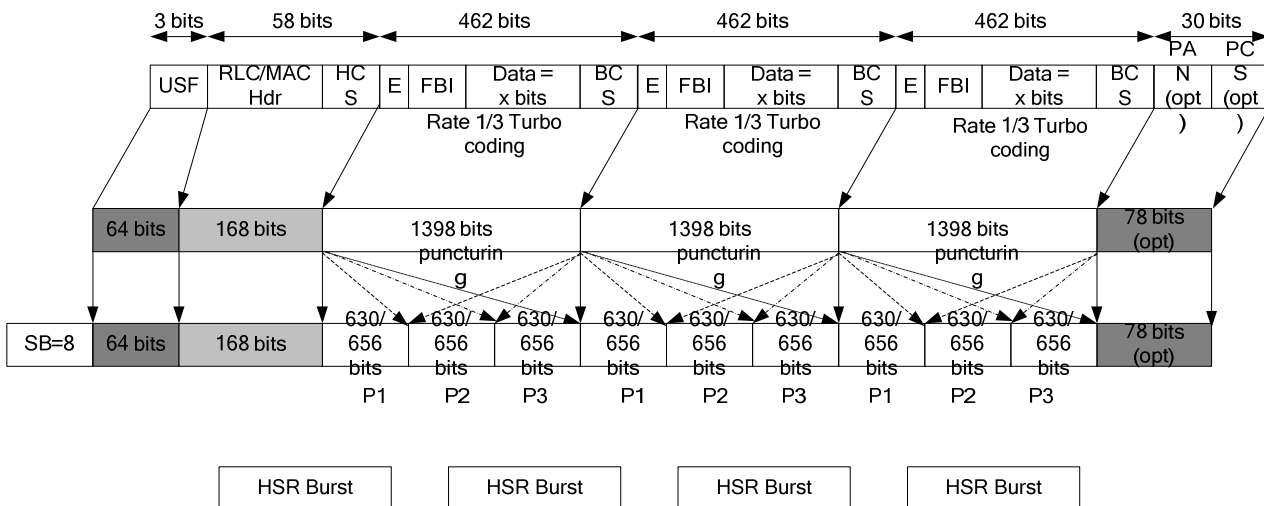 3 bits 58 bits 462 bits 462 bits 462 bits 30 bits
USF RLC/MAC Hdr HC S E FBI Data = x bits BC S E FBI Data = x bits BC S E FBI Data = x bits BC S PA N (opt ) PC S (opt )
Rate 1/3 Turbo coding Rate 1/3 Turbo coding Rate 1/3 Turbo coding
64 bits 168 bits 1398 bits puncturin g 1398 bits puncturin g 1398 bits puncturin g 78 bits (opt)
SB=8 64 bits 168 bits 630/ 656 bits 630/ 656 bits 630/ 656 bits 630/ 656 bits 630/ 656 bits 630/ 656 bits 630/ 656 bits 630/ 656 bits 630/ 656 bits 78 bits (opt)
P1 P2 P3 P1 P2 P3 P1 P2 P3
HSR Burst HSR Burst HSR Burst HSR Burst